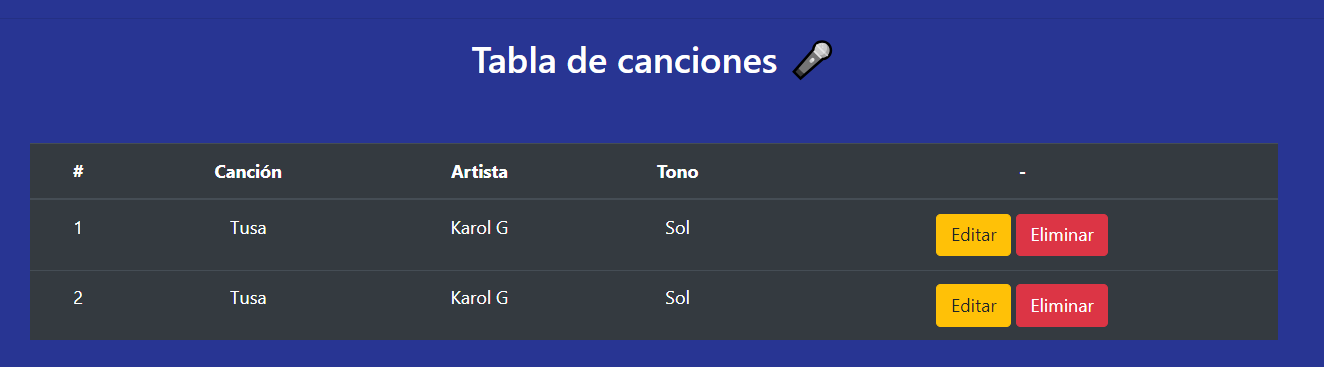 Tabla de canciones 🎤
# Canción Artista Tono -
1 Tusa Karol G Sol Editar Eliminar
2 Tusa Karol G Sol Editar Eliminar